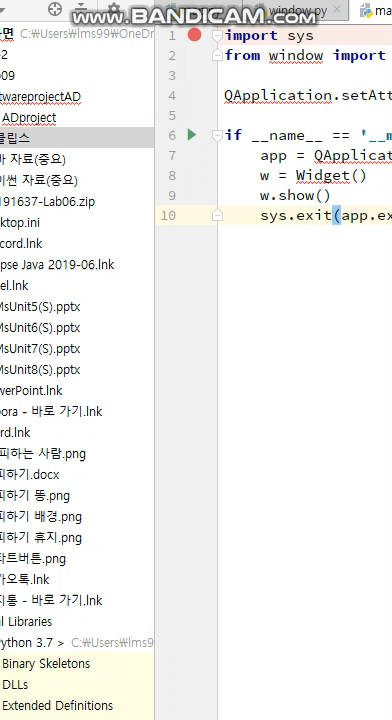 www.BANDICAM.com
window.py
면 C:₩Users₩lms99₩OneDr
-2
09
twareprojectAD
ADproject
클립스
바 자료(중요)
이썬 자료(중요)
191637-Lab06.zip
ktop.ini
cord.lnk
pse Java 2019-06.lnk
el.lnk
MsUnit5(S).pptx
MsUnit6(S).pptx
MsUnit7(S).pptx
MsUnit8(S).pptx
werPoint.lnk
ora - 바로 가기.lnk
rd.lnk
피하는 사람.png
피하기.docx
피하기 똥.png
피하기 배경.png
피하기 휴지.png
타트버튼.png
카오톡.lnk
지통 - 바로 가기.lnk
al Libraries
ython 3.7 > C:₩Users₩lms9
Binary Skeletons
DLLs
Extended Definitions
1 import sys
2 from window import
3
4 QApplication.setAtt
5
6 if __name__ == '__m
7 app = QApplicat
8 w = Widget()
9 w.show()
10 sys.exit(app.ex